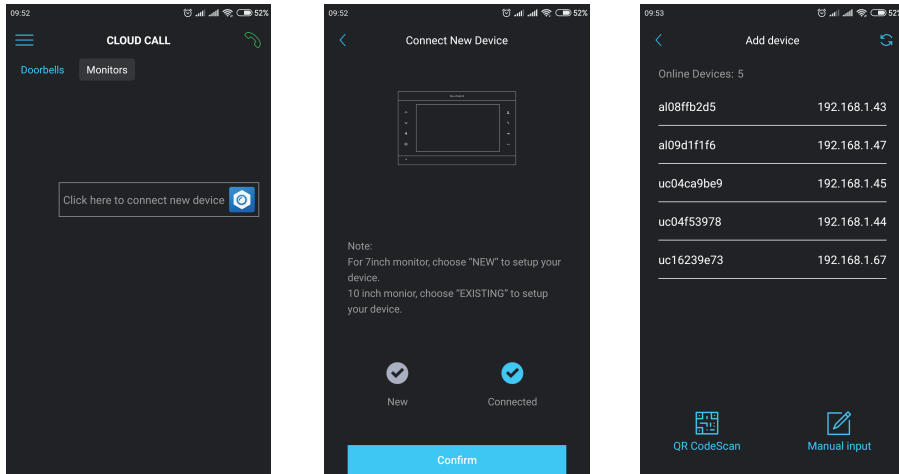 09:52
52%
CLOUD CALL
Doorbells
Monitors
Click here to connect new device
09:52
52%
Connect New Device
Note:
For 7inch monitor, choose "NEW" to setup your
device.
10 inch monior, choose "EXISTING" to setup
your device.
New
Connected
Confirm
09:53
52%
Add device
Online Devices: 5
al08ffb2d5 192.168.1.43
al09d1f1f6 192.168.1.47
uc04ca9be9 192.168.1.45
uc04f53978 192.168.1.44
uc16239e73 192.168.1.67
QR CodeScan
Manual input